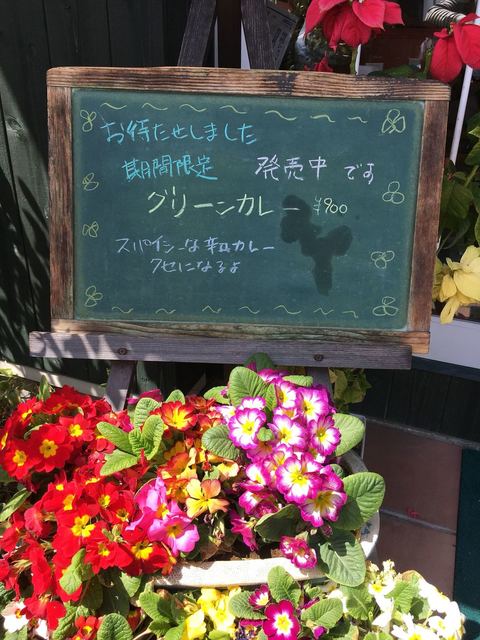 お待たせしました
期間限定 発売中 です
グリーンカレー ¥900
スパイシーな辛口カレー
クセになるよ